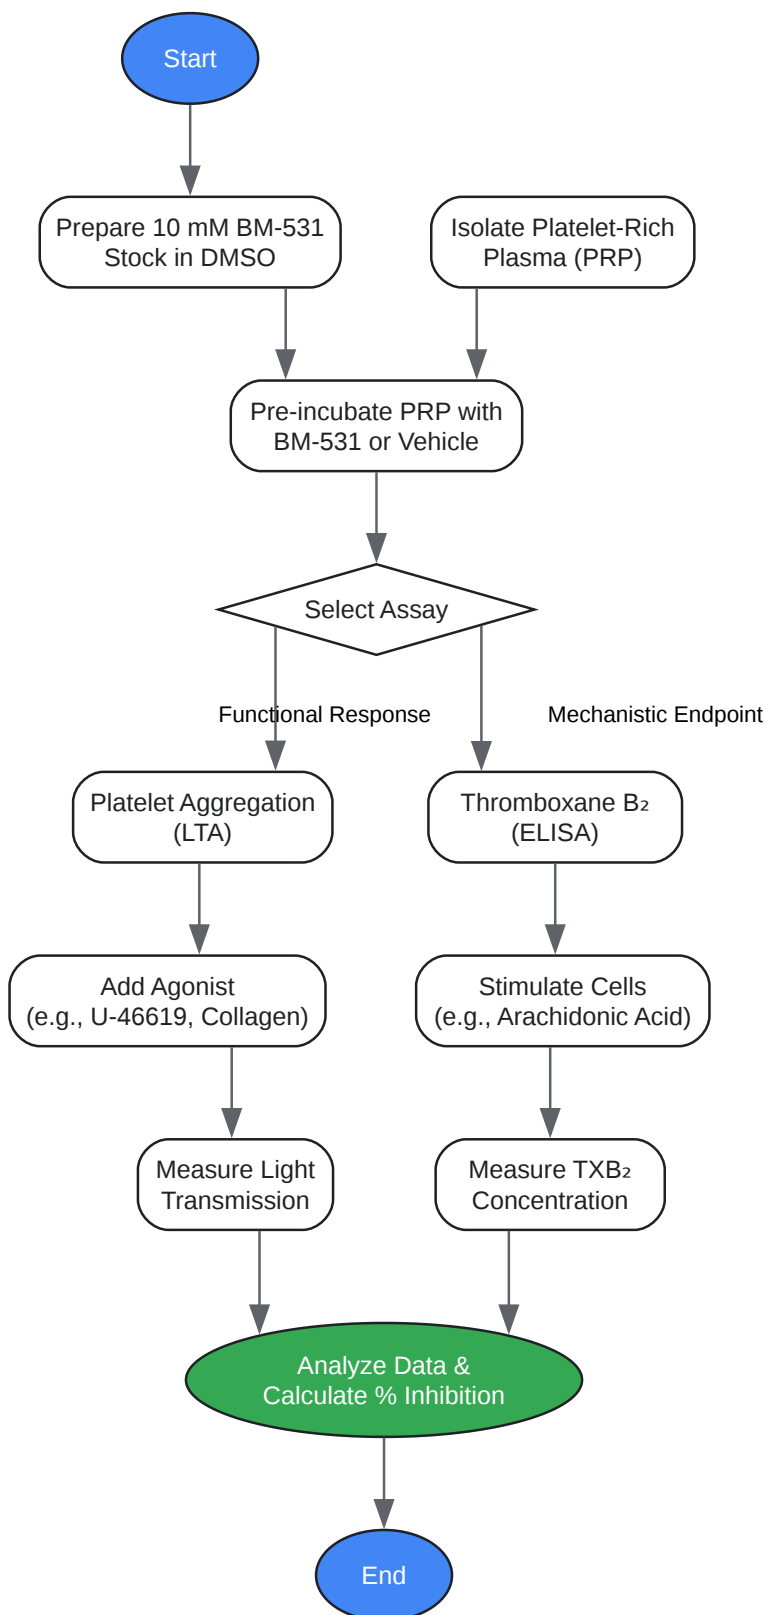 Start
Prepare 10 mM BM-531
Stock in DMSO
Isolate Platelet-Rich
Plasma (PRP)
Pre-incubate PRP with
BM-531 or Vehicle
Select Assay
Functional Response
Mechanistic Endpoint
Platelet Aggregation
(LTA)
Thromboxane B₂
(ELISA)
Add Agonist
(e.g., U-46619, Collagen)
Stimulate Cells
(e.g., Arachidonic Acid)
Measure Light
Transmission
Measure TXB₂
Concentration
Analyze Data &
Calculate % Inhibition
End